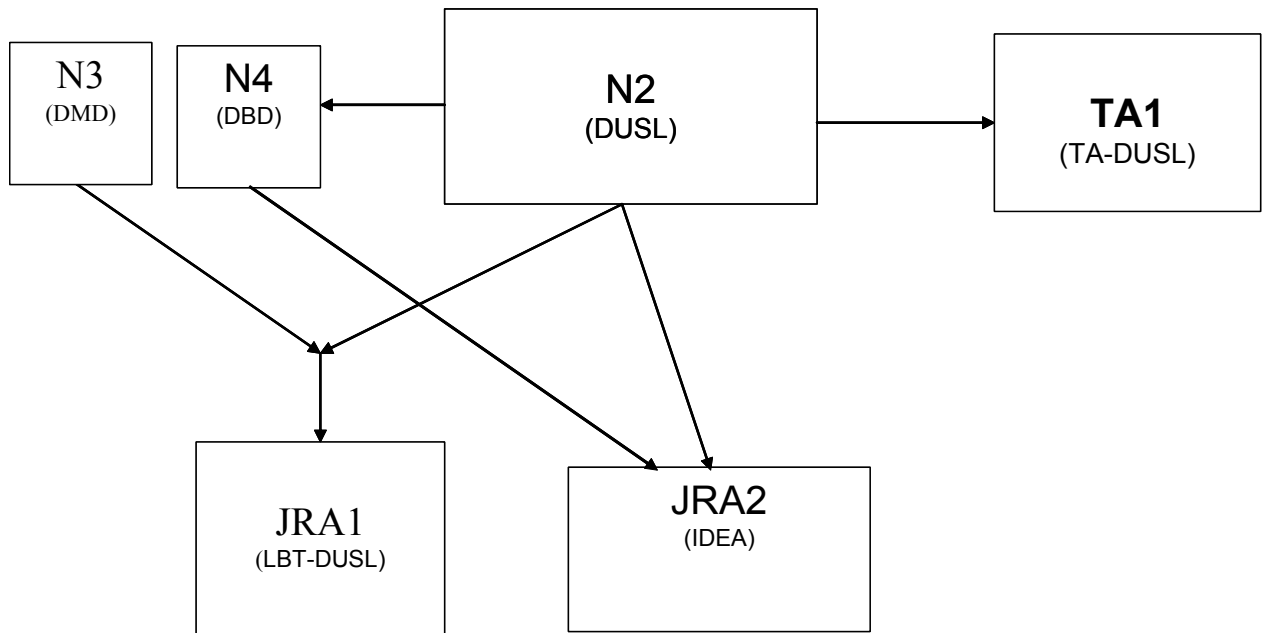 N3
(DMD)
N4
(DBD)
N2
(DUSL)
TA1
(TA-DUSL)
JRA1
(LBT-DUSL)
JRA2
(IDEA)